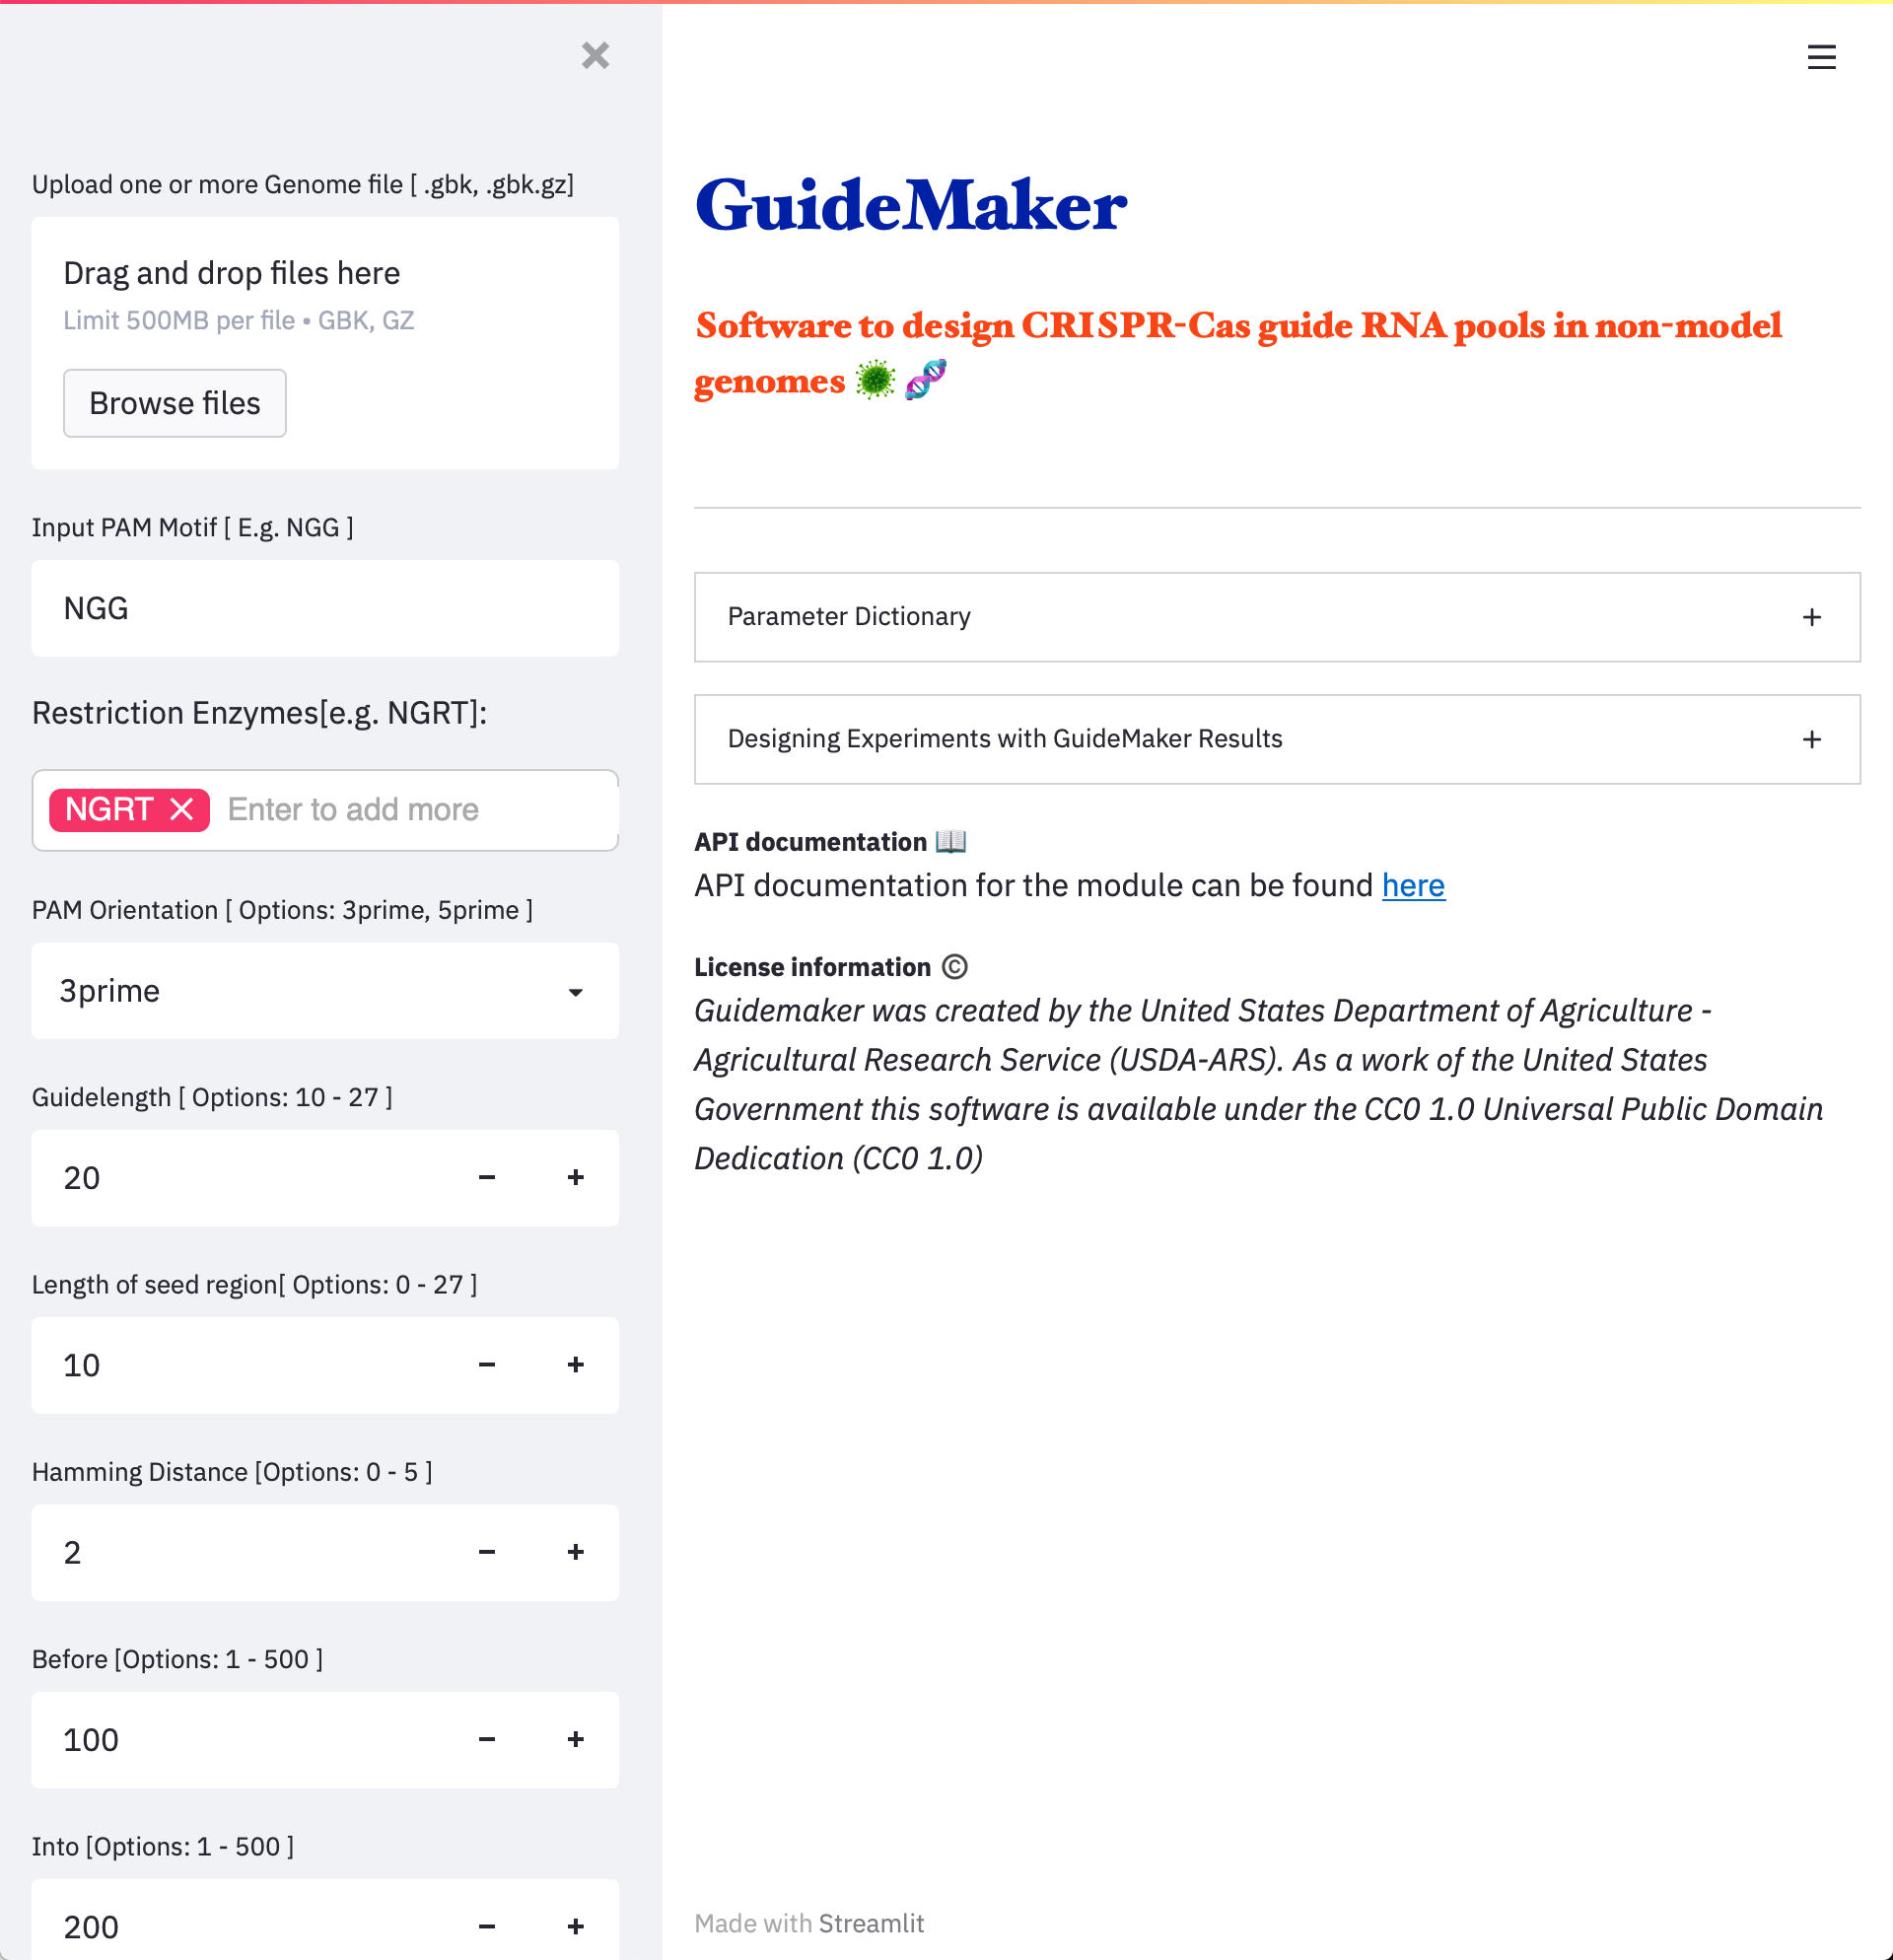 Upload one or more Genome file [ .gbk, .gbk.gz]
Drag and drop files here
Limit 500MB per file • GBK, GZ
Browse files
Input PAM Motif [ E.g. NGG ]
NGG
Restriction Enzymes[e.g. NGRT]:
NGRT Enter to add more
PAM Orientation [ Options: 3prime, 5prime ]
3prime
Guidelength [ Options: 10 - 27 ]
20
Length of seed region[ Options: 0 - 27 ]
10
Hamming Distance [Options: 0 - 5 ]
2
Before [Options: 1 - 500 ]
100
Into [Options: 1 - 500 ]
200
GuideMaker
Software to design CRISPR-Cas guide RNA pools in non-model
genomes 🦠🧬
Parameter Dictionary
Designing Experiments with GuideMaker Results
API documentation 📖
API documentation for the module can be found here
License information ©
Guidemaker was created by the United States Department of Agriculture -
Agricultural Research Service (USDA-ARS). As a work of the United States
Government this software is available under the CC0 1.0 Universal Public Domain
Dedication (CC0 1.0)
Made with Streamlit